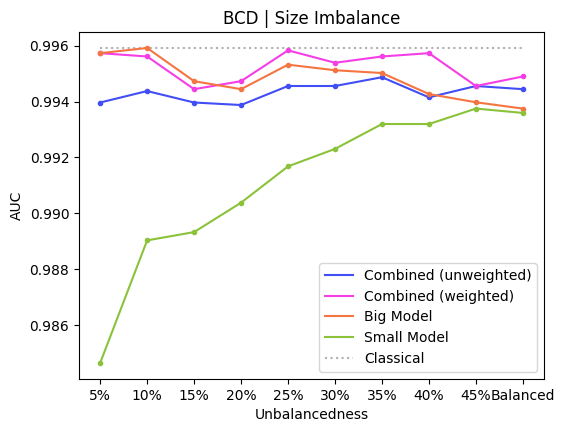 BCD | Size Imbalance
AUC
0.996
0.994
0.992
0.990
0.988
0.986
Combined (unweighted)
Combined (weighted)
Big Model
Small Model
Classical
5% 10% 15% 20% 25% 30% 35% 40% 45% Balanced
Unbalancedness